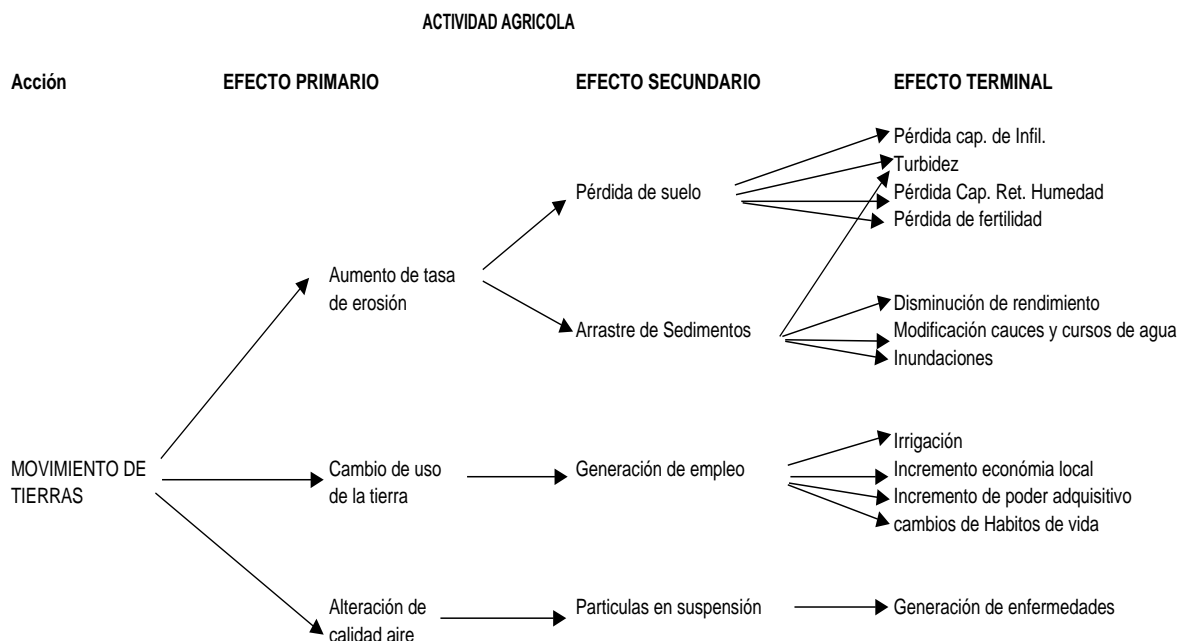 ACTIVIDAD AGRICOLA
Acción EFECTO PRIMARIO EFECTO SECUNDARIO EFECTO TERMINAL
Pérdida cap. de Infil.
Turbidez
Pérdida de suelo
Pérdida Cap. Ret. Humedad
Pérdida de fertilidad
Aumento de tasa
de erosión
Disminución de rendimiento
Arrastre de Sedimentos
Modificación cauces y cursos de agua
Inundaciones
MOVIMIENTO DE
TIERRAS
Cambio de uso
de la tierra
Generación de empleo
Irrigación
Incremento económia local
Incremento de poder adquisitivo
cambios de Habitos de vida
Alteración de
calidad aire
Particulas en suspensión
Generación de enfermedades